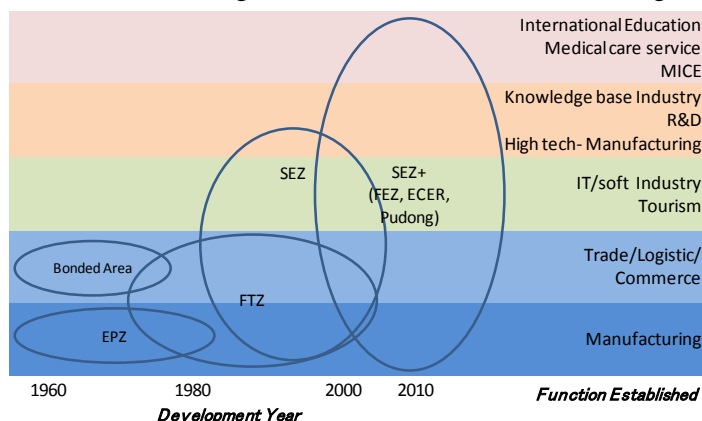 International Education
Medical care service
MICE
Knowledge base Industry
R&D
High tech- Manufacturing
SEZ
SEZ+
(FEZ, ECER,
Pudong)
IT/soft Industry
Tourism
Bonded Area
Trade/Logistic/
Commerce
FTZ
EPZ
Manufacturing
1960 1980 2000 2010
Function Established
Development Year